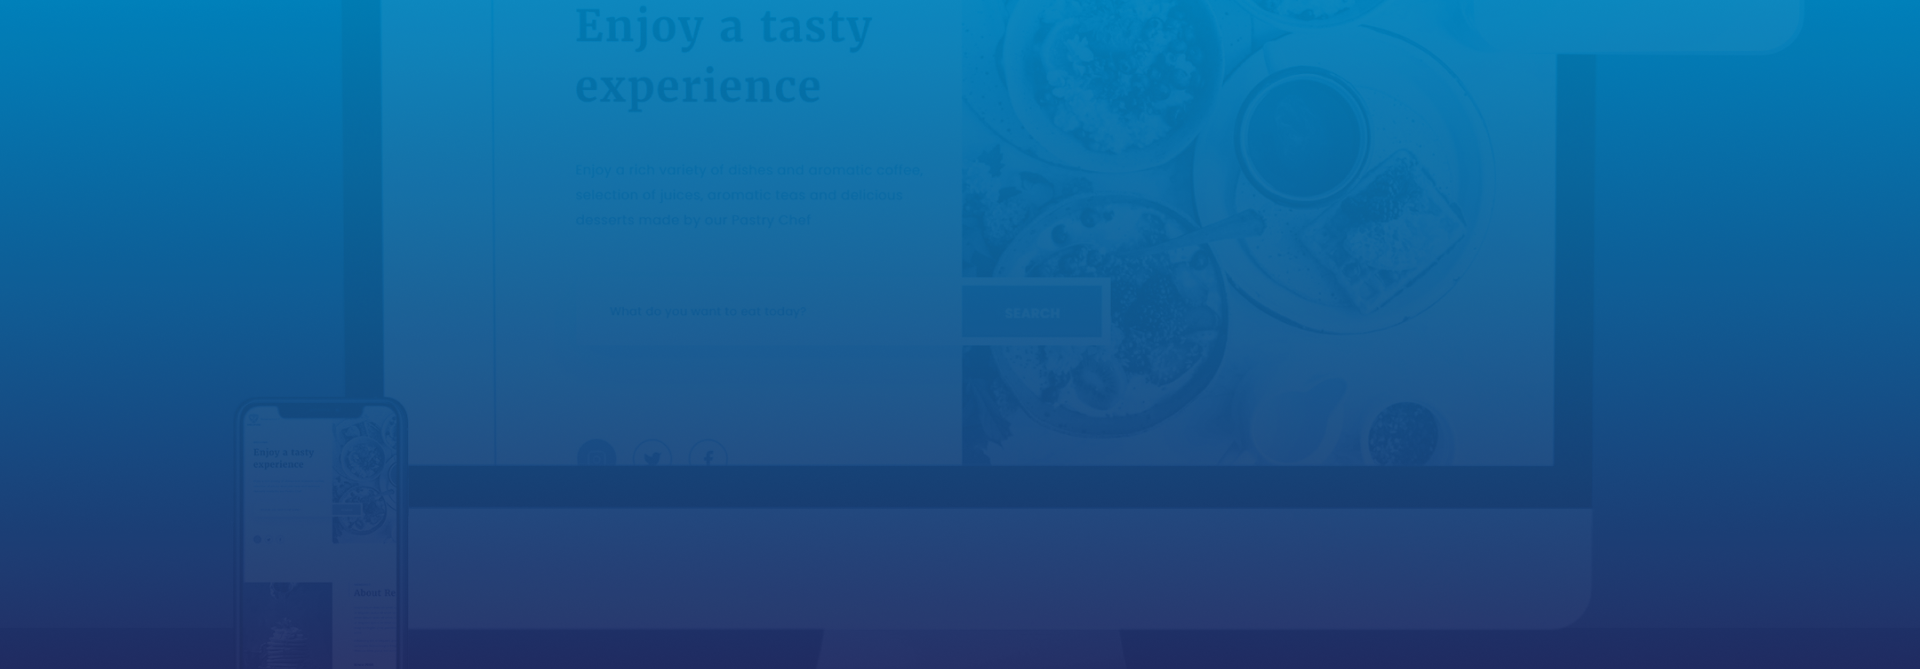 Enjoy a tasty
experience
Enjoy a rich variety of dishes and aromatic coffee,
selection of juices, aromatic teas and delicious
desserts made by our Pastry Chef
What do you want to eat today?
SEARCH
Enjoy a tasty
experience
About